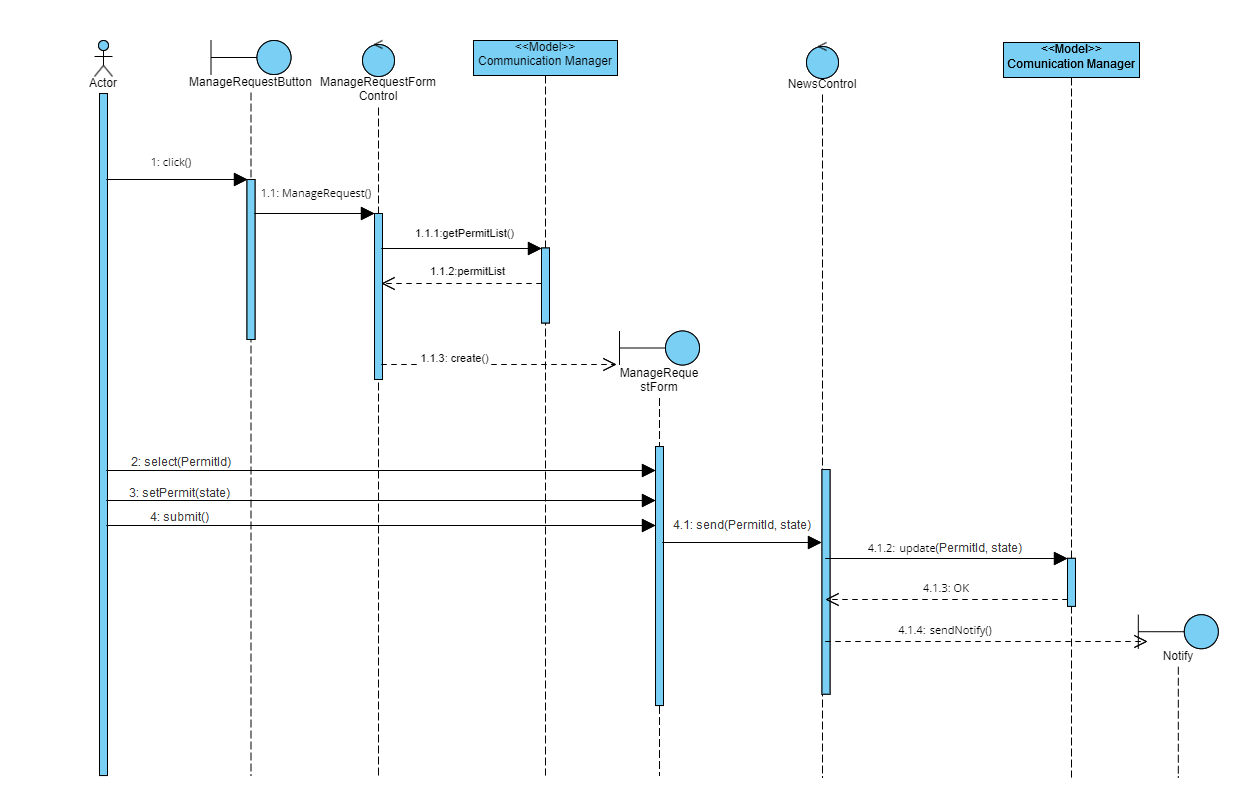 <<Model>>
Communication Manager
<<Model>>
Comunication Manager
Actor
ManageRequestButton
ManageRequestForm
Control
NewsControl
1: click()
1.1: ManageRequest()
1.1.1:getPermitList()
1.1.2:permitList
1.1.3: create()
ManageReque
stForm
2: select(PermitId)
3: setPermit(state)
4: submit()
4.1: send(PermitId, state)
4.1.2: update(PermitId, state)
4.1.3: OK
4.1.4: sendNotify()
Notify